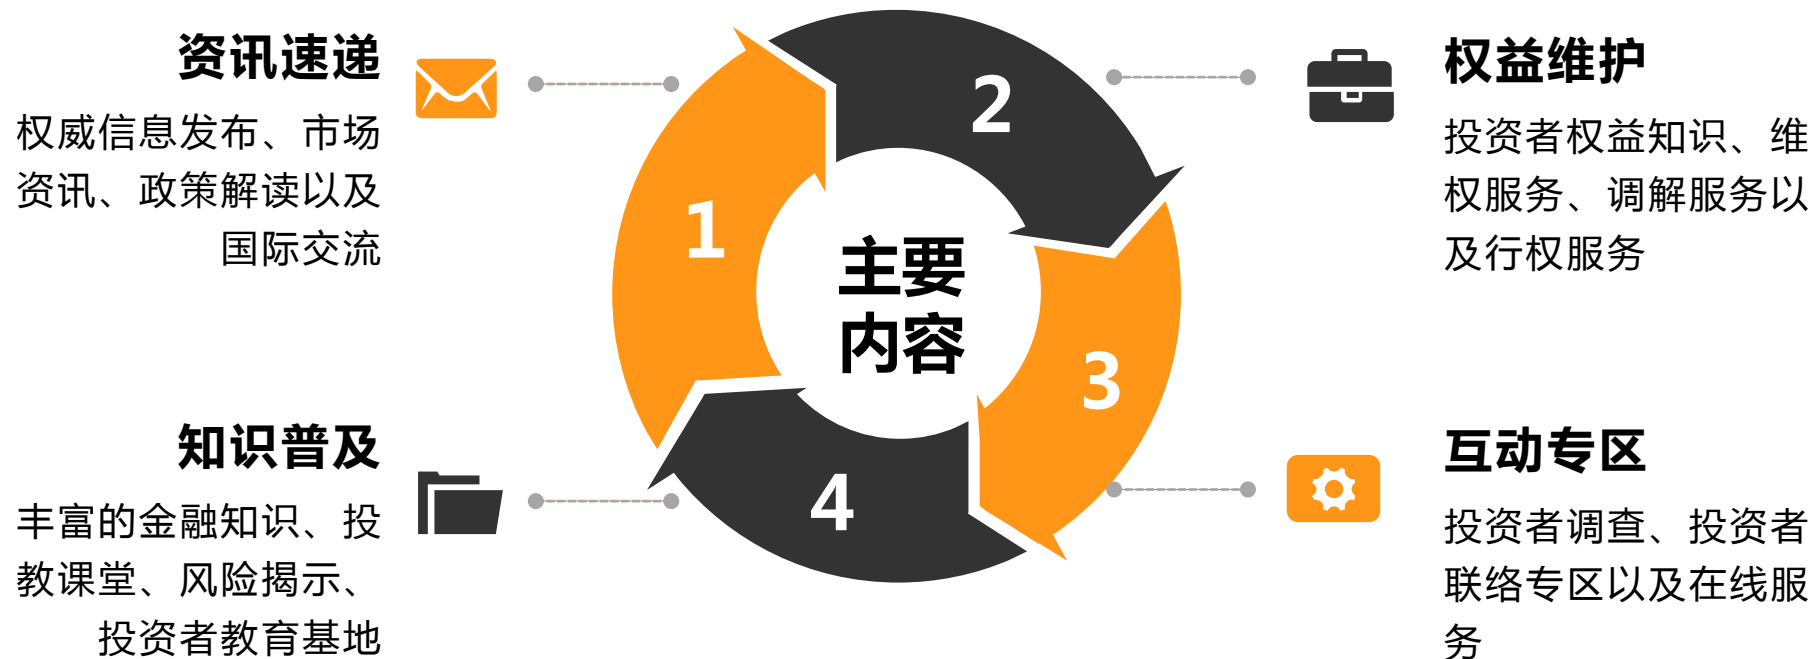 资讯速递
权威信息发布、市场
资讯、政策解读以及
国际交流
1
2
权益维护
投资者权益知识、维
权服务、调解服务以
及行权服务
主要
内容
3
4
知识普及
丰富的金融知识、投
教课堂、风险揭示、
投资者教育基地
互动专区
投资者调查、投资者
联络专区以及在线服
务